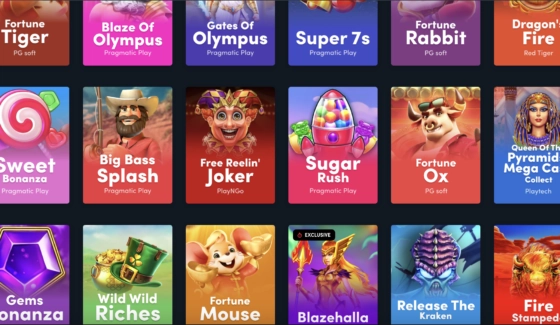 Fortune
Tiger
PG soft
Blaze Of
Olympus
Pragmatic Play
Gates Of
Olympus
Pragmatic Play
Super 7s
Pragmatic Play
Fortune
Rabbit
PG soft
Dragon's
Fire
Red Tiger
Sweet
Bonanza
Pragmatic Play
Big Bass
Splash
Pragmatic Play
Free Reelin'
Joker
PlayNGo
Sugar
Rush
Pragmatic Play
Fortune
Ox
PG soft
Queen Of Th
Pyramid
Mega Ca
Collect
Playtech
Gems
onanza
Wild Wild
Riches
Fortune
Mouse
EXCLUSIVE
Blazehalla
Release The
Kraken
Fire
Stamped